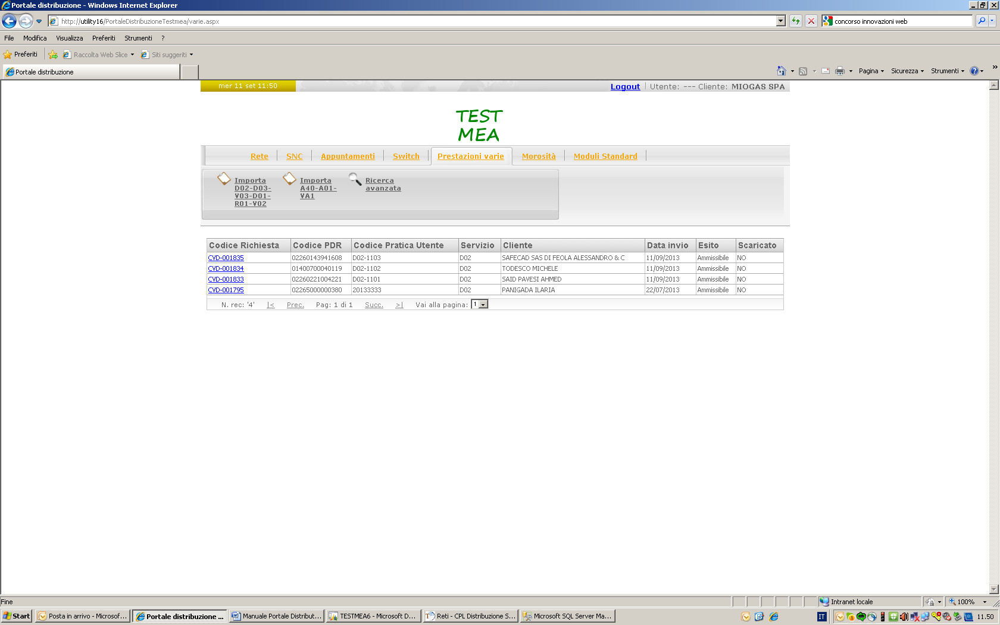 Portale distribuzione - Windows Internet Explorer
http://utility16/PortaleDistribuzioneTestmea/varie.aspx
concorso innovazioni web
File Modifica Visualizza Preferiti Strumenti ?
Preferiti Raccolta Web Slice Siti suggeriti
Portale distribuzione
Pagina Sicurezza Strumenti »
mer 11 set 11:50
Logout Utente: --- Cliente: MIOGAS SPA
TEST
MEA
Rete SNC Appuntamenti Switch Prestazioni varie Morosità Moduli Standard
Importa
D02-D03-
V03-D01-
R01-V02
Importa
A40-A01-
VA1
Ricerca
avanzata
Codice Richiesta Codice PDR Codice Pratica Utente Servizio Cliente Data invio Esito Scaricato
CVD-001835 02260143941608 D02-1103 D02 SAFECAD SAS DI FEOLA ALESSANDRO & C 11/09/2013 Ammissibile NO
CVD-001834 01400700040119 D02-1102 D02 TODESCO MICHELE 11/09/2013 Ammissibile NO
CVD-001833 02260221004221 D02-1101 D02 SAID PAVESI AHMED 11/09/2013 Ammissibile NO
CVD-001795 02265000000380 20133333 D02 PANIGADA ILARIA 22/07/2013 Ammissibile NO
N. rec: '4' |< Prec. Pag: 1 di 1 Succ. >| Vai alla pagina: 1
Fine Intranet locale 100%
Start Posta in arrivo - Microsof... Portale distribuzione ... Manuale Portale Distribut... TESTMEA6 - Microsoft D... Reti - CPL Distribuzione S... Microsoft SQL Server Ma... IT 11.50